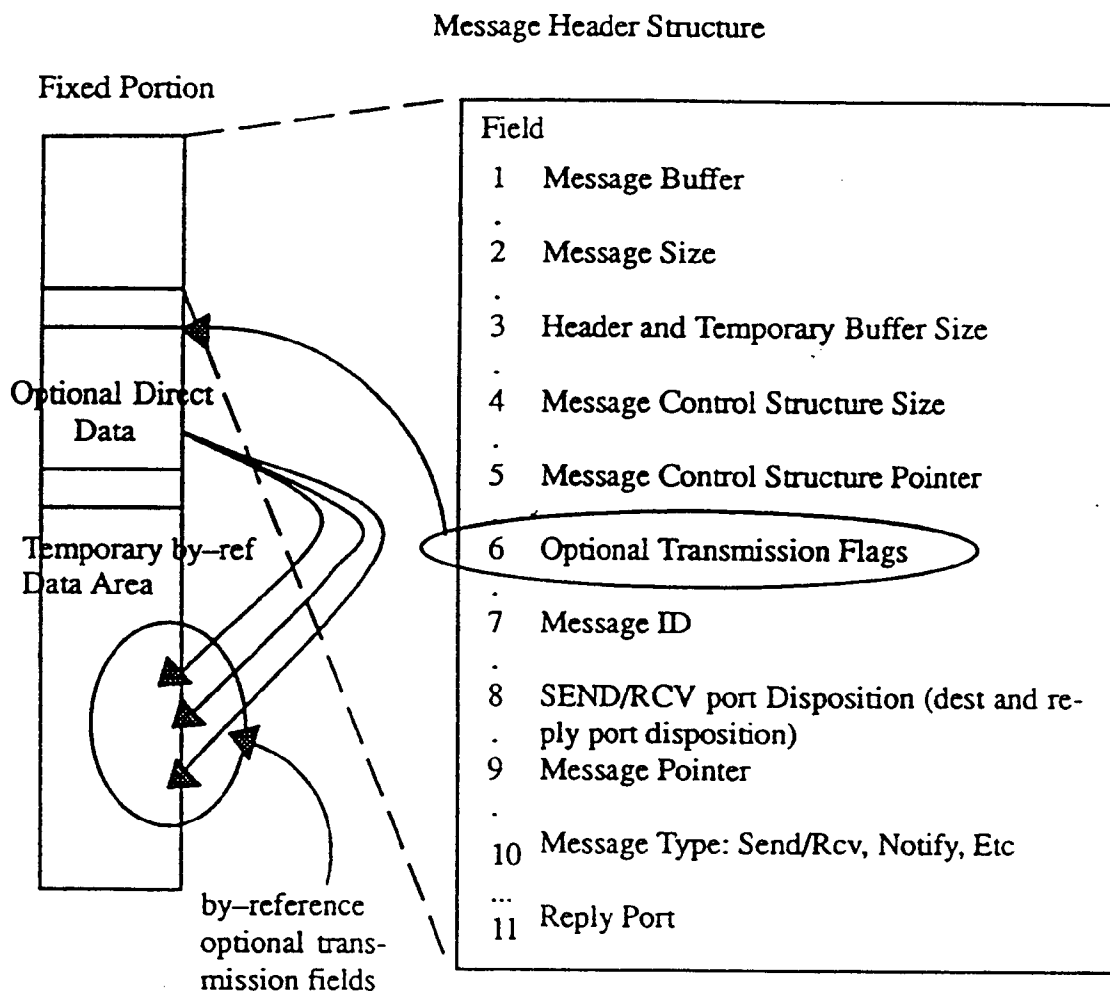 Message Header Structure
Fixed Portion
Optional Direct
Data
Temporary by–ref
Data Area
by–reference
optional trans-
mission fields
Field
1 Message Buffer
.
2 Message Size
.
3 Header and Temporary Buffer Size
.
4 Message Control Structure Size
.
5 Message Control Structure Pointer
.
6 Optional Transmission Flags
.
7 Message ID
.
8 SEND/RCV port Disposition (dest and re-
. ply port disposition)
9 Message Pointer
.
10 Message Type: Send/Rcv, Notify, Etc
...
11 Reply Port